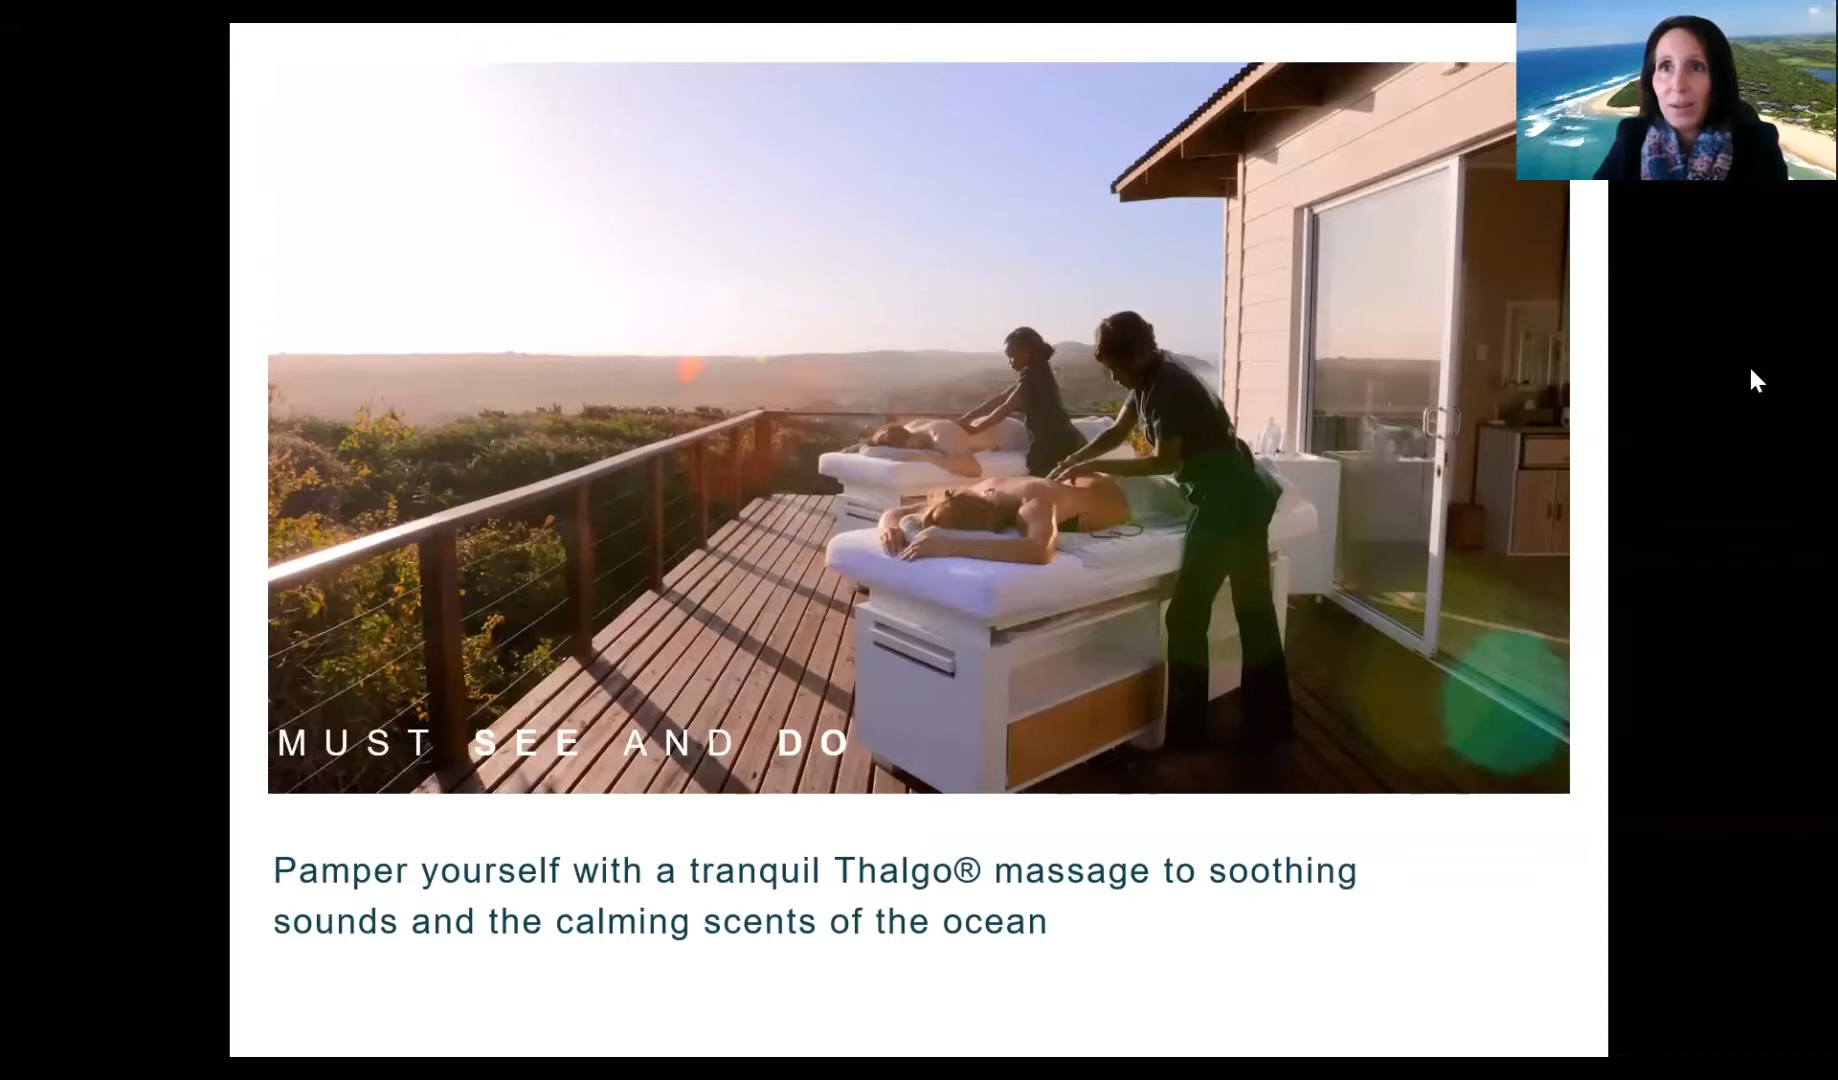 MUST SEE AND DO
Pamper yourself with a tranquil Thalgo® massage to soothing
sounds and the calming scents of the ocean